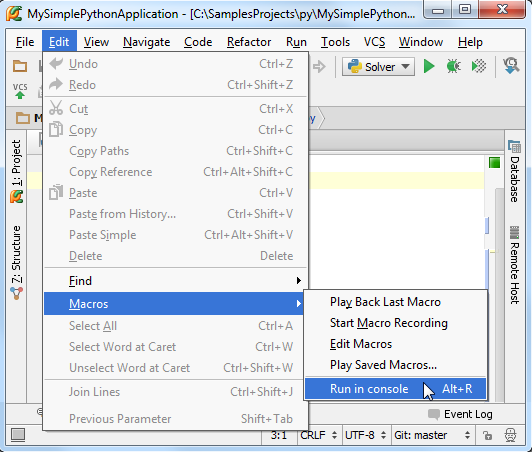 MySimplePythonApplication - [C:\SamplesProjects\py\MySimplePython...
File Edit View Navigate Code Refactor Run Tools VCS Window Help
Solver
VCS
M
y
1: Project
Z: Structure
Database
Remote Host
Undo Ctrl+Z
Redo Ctrl+Shift+Z
Cut Ctrl+X
Copy Ctrl+C
Copy Paths Ctrl+Shift+C
Copy Reference Ctrl+Alt+Shift+C
Paste Ctrl+V
Paste from History... Ctrl+Shift+V
Paste Simple Ctrl+Alt+Shift+V
Delete Delete
Find
Macros
Select All Ctrl+A
Select Word at Caret Ctrl+W
Unselect Word at Caret Ctrl+Shift+W
Join Lines Ctrl+Shift+J
Previous Parameter Shift+Tab
Play Back Last Macro
Start Macro Recording
Edit Macros
Play Saved Macros...
Run in console Alt+R
Event Log
3:1 CRLF UTF-8 Git: master